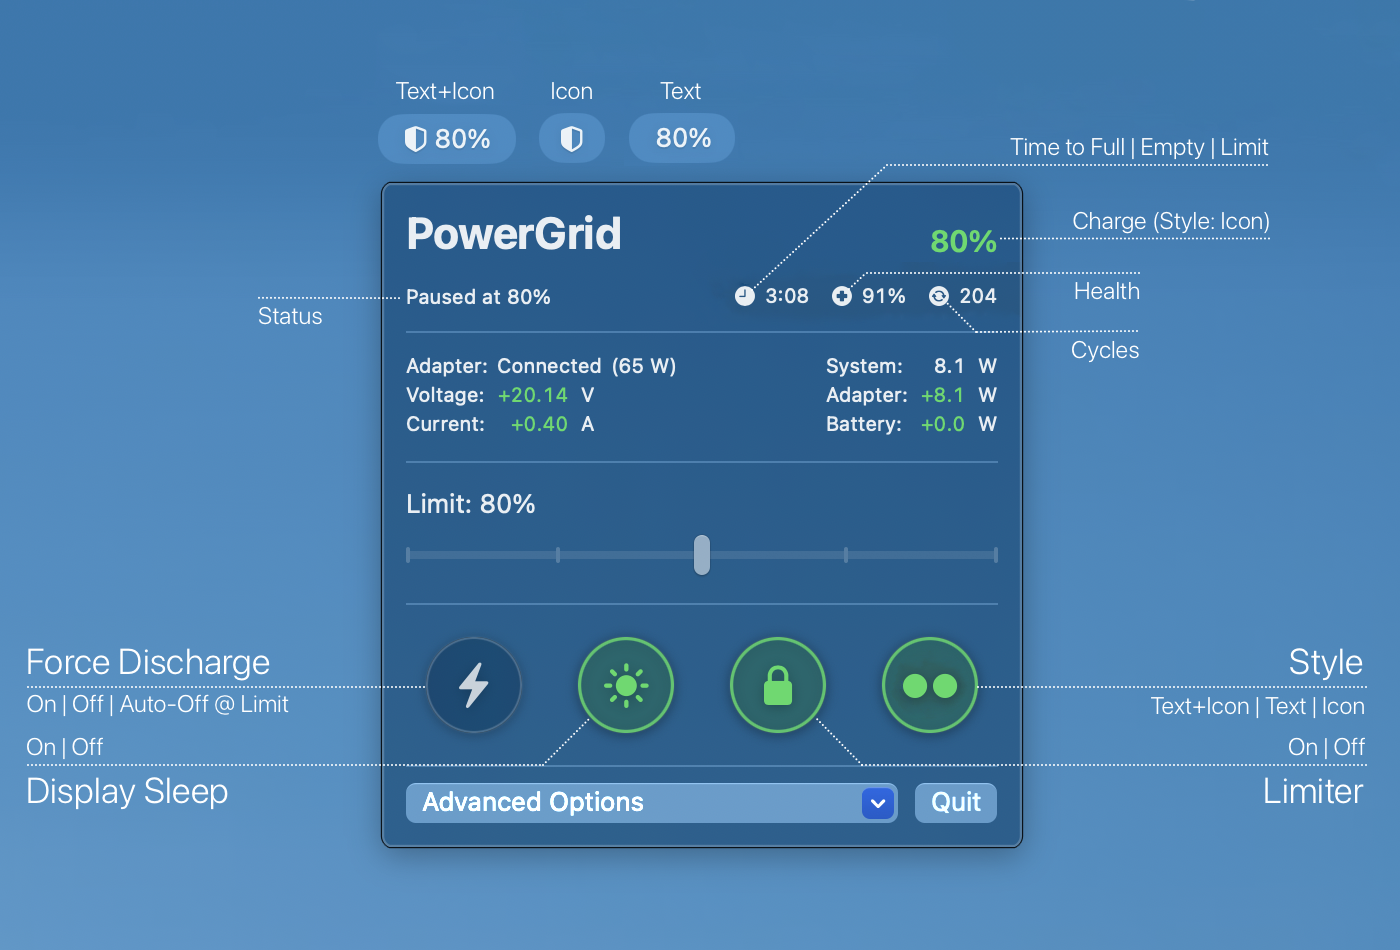 Text+Icon Icon Text
80% 80%
Time to Full | Empty | Limit
PowerGrid
80%
Charge (Style: Icon)
Status
Paused at 80%
3:08 91% 204
Health
Cycles
Adapter: Connected (65 W)
Voltage: +20.14 V
Current: +0.40 A
System: 8.1 W
Adapter: +8.1 W
Battery: +0.0 W
Limit: 80%
Force Discharge
On | Off | Auto-Off @ Limit
On | Off
Display Sleep
Style
Text+Icon | Text | Icon
On | Off
Limiter
Advanced Options
Quit